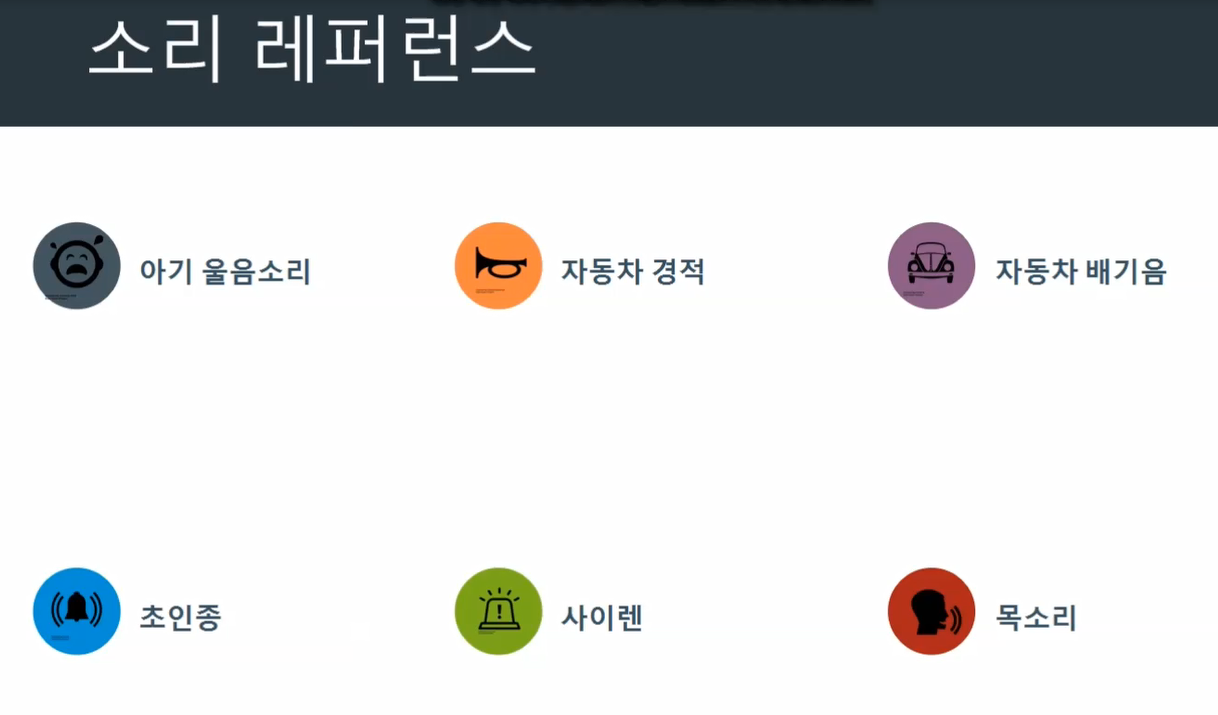 소리 레퍼런스
아기 울음소리
자동차 경적
자동차 배기음
초인종
사이렌
목소리